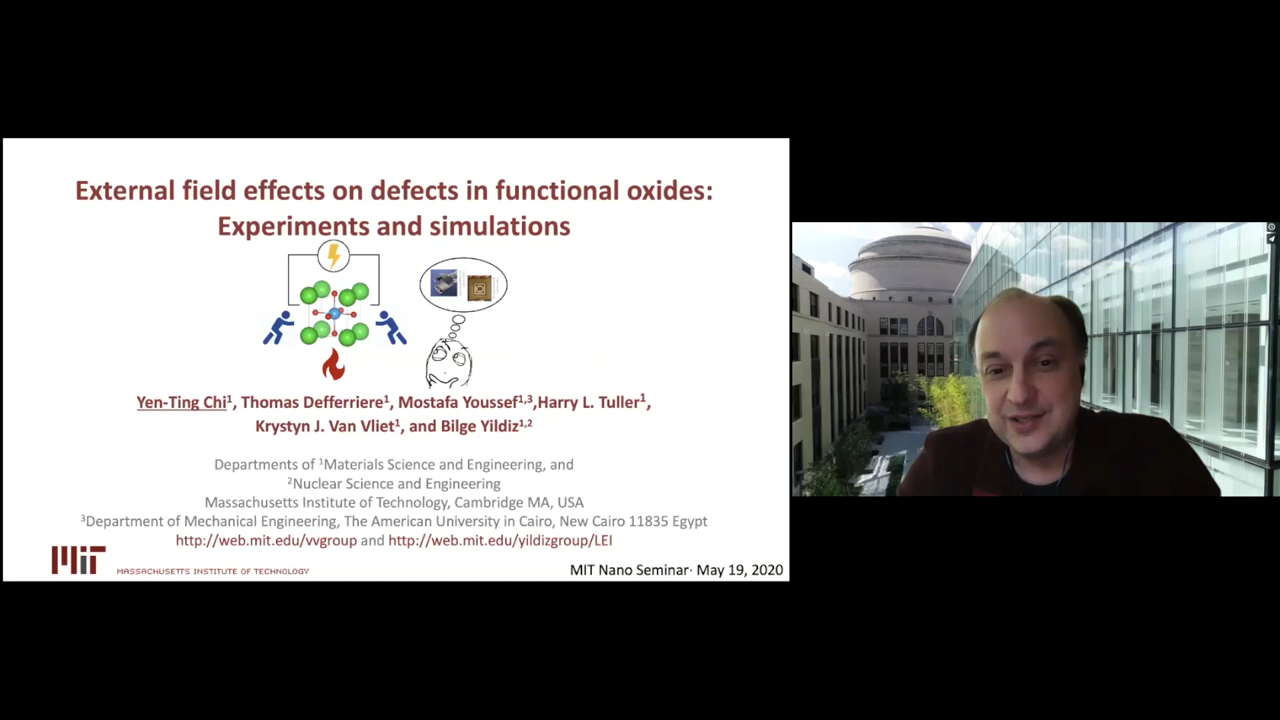 External field effects on defects in functional oxides:
Experiments and simulations
Yen-Ting Chi¹, Thomas Defferriere¹, Mostafa Youssef¹,³,Harry L. Tuller¹,
Krystyn J. Van Vliet¹, and Bilge Yildiz¹,²
Departments of ¹Materials Science and Engineering, and
²Nuclear Science and Engineering
Massachusetts Institute of Technology, Cambridge MA, USA
³Department of Mechanical Engineering, The American University in Cairo, New Cairo 11835 Egypt
http://web.mit.edu/vvgroup and http://web.mit.edu/yildizgroup/LEI
MIT
MASSACHUSETTS INSTITUTE OF TECHNOLOGY
MIT Nano Seminar· May 19, 2020